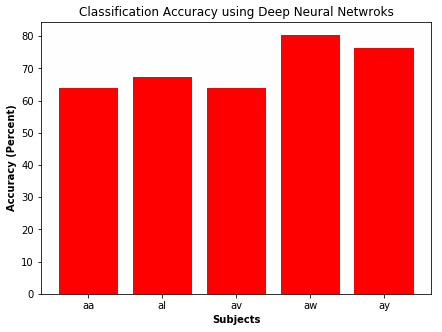 Classification Accuracy using Deep Neural Netwroks
Accuracy (Percent)
80
70
60
50
40
30
20
10
0
aa al av aw ay
Subjects